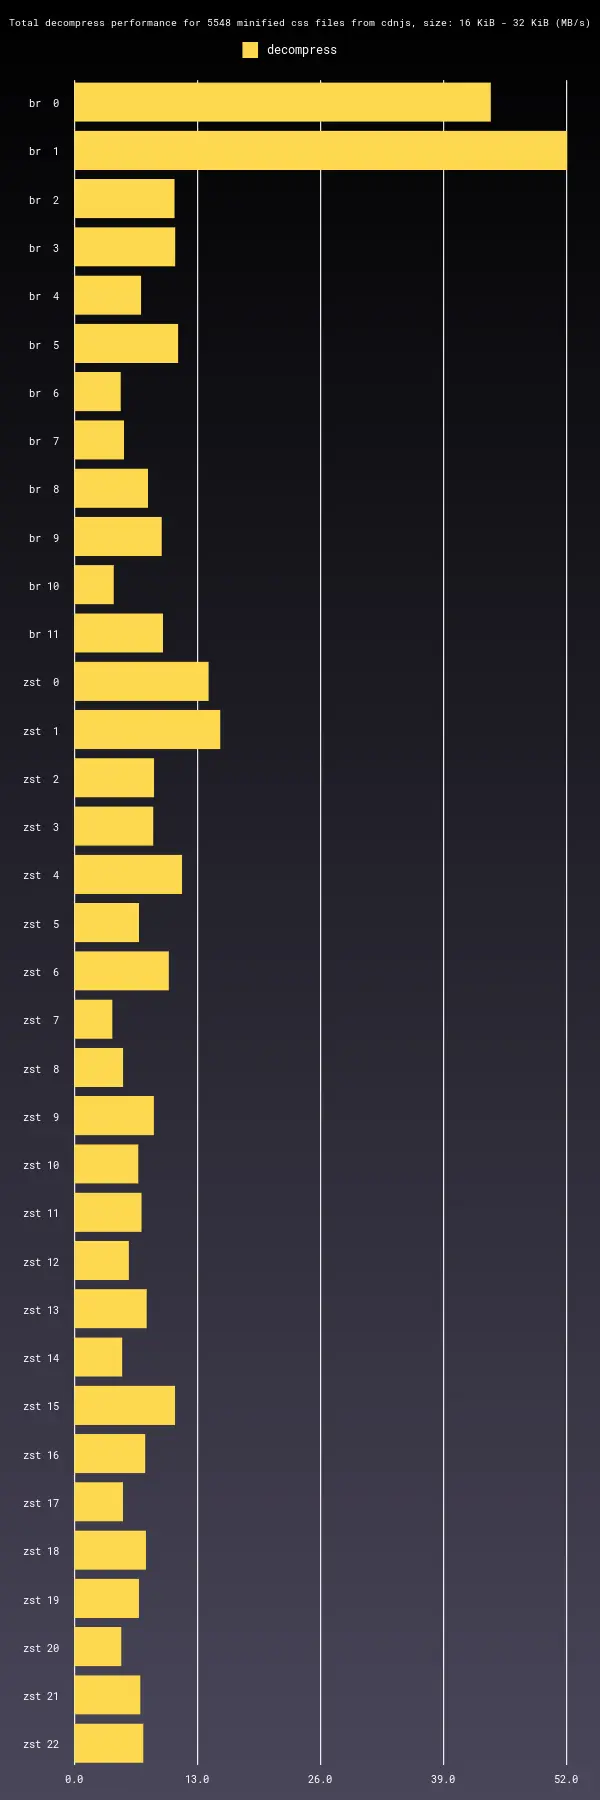 Total decompress performance for 5548 minified css files from cdnjs, size: 16 KiB - 32 KiB (MB/s)
decompress
br 0
br 1
br 2
br 3
br 4
br 5
br 6
br 7
br 8
br 9
br 10
br 11
zst 0
zst 1
zst 2
zst 3
zst 4
zst 5
zst 6
zst 7
zst 8
zst 9
zst 10
zst 11
zst 12
zst 13
zst 14
zst 15
zst 16
zst 17
zst 18
zst 19
zst 20
zst 21
zst 22
0.0 13.0 26.0 39.0 52.0